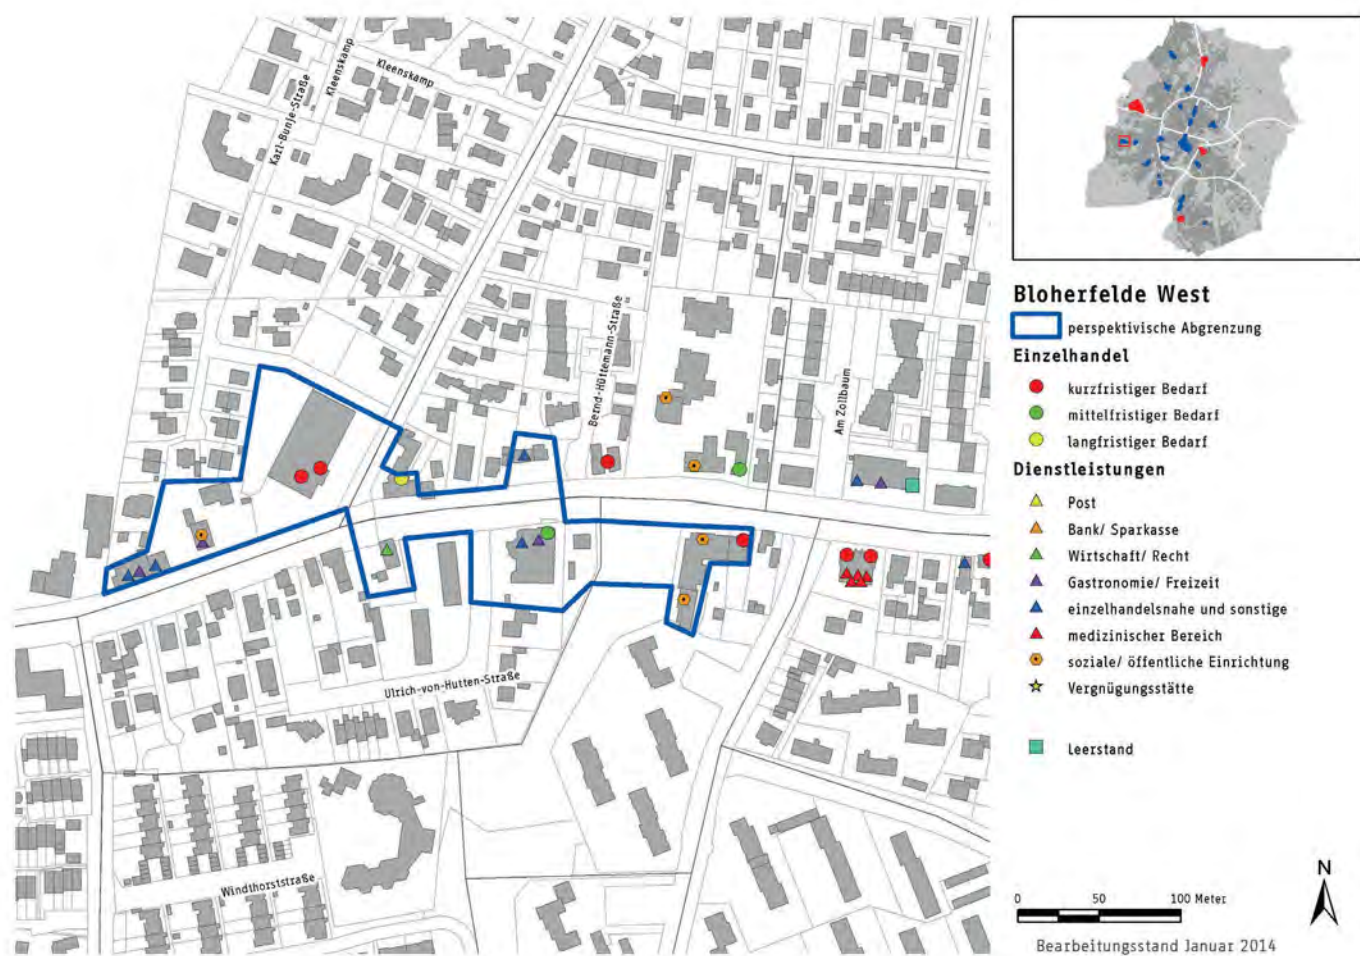 Kleenskamp
Kleenskamp
Karl-Bunje-Straße
Bernd-Hüttemann-Straße
Am Zollbaum
Ulrich-von-Hutten-Straße
Windthorststraße
Bloherfelde West
perspektivische Abgrenzung
Einzelhandel
kurzfristiger Bedarf
mittelfristiger Bedarf
langfristiger Bedarf
Dienstleistungen
Post
Bank/ Sparkasse
Wirtschaft/ Recht
Gastronomie/ Freizeit
einzelhandelsnahe und sonstige
medizinischer Bereich
soziale/ öffentliche Einrichtung
Vergnügungsstätte
Leerstand
N
0 50 100 Meter
Bearbeitungsstand Januar 2014